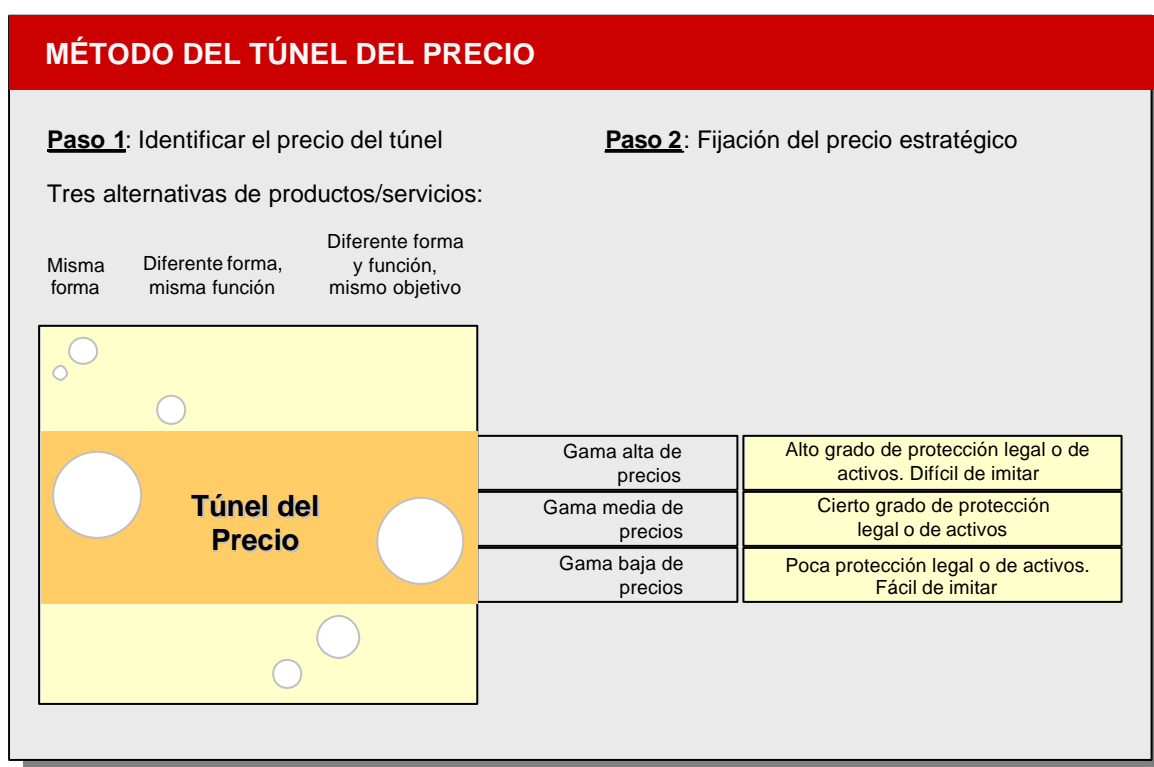 MÉTODO DEL TÚNEL DEL PRECIO
Paso 1: Identificar el precio del túnel
Paso 2: Fijación del precio estratégico
Tres alternativas de productos/servicios:
Misma
forma
Diferente forma,
misma función
Diferente forma
y función,
mismo objetivo
Túnel del
Precio
Gama alta de
precios
Alto grado de protección legal o de
activos. Difícil de imitar
Gama media de
precios
Cierto grado de protección
legal o de activos
Gama baja de
precios
Poca protección legal o de activos.
Fácil de imitar